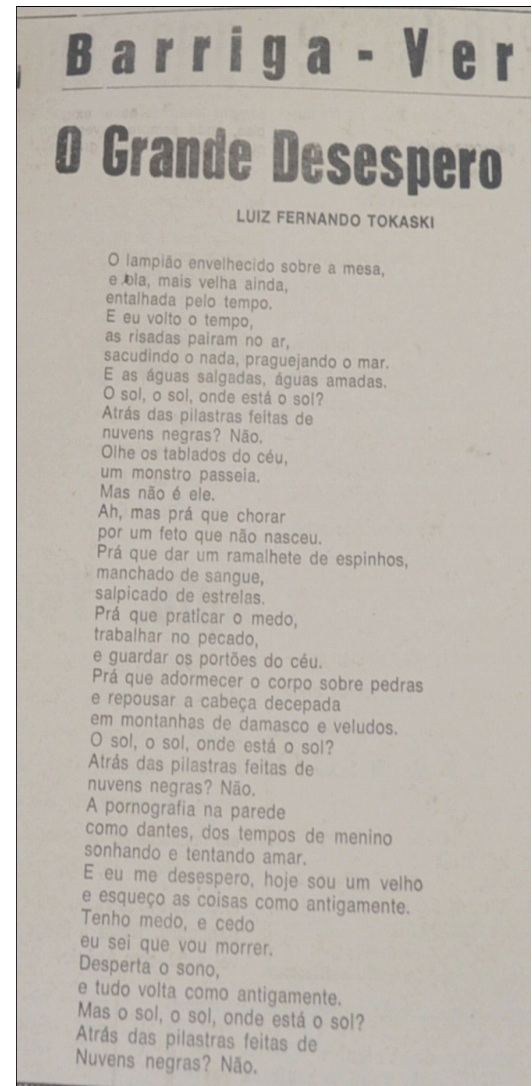 Barriga-Ver
O Grande Desespero
LUIZ FERNANDO TOKASKI
O lampião envelhecido sobre a mesa,
e ela, mais velha ainda,
entalhada pelo tempo.
E eu volto o tempo,
as risadas pairam no ar,
sacudindo o nada, praguejando o mar.
E as águas salgadas, águas amadas.
O sol, o sol, onde está o sol?
Atrás das pilastras feitas de
nuvens negras? Não.
Olhe os tablados do céu,
um monstro passeia.
Mas não é ele.
Ah, mas prá que chorar
por um feto que não nasceu.
Prá que dar um ramalhete de espinhos,
manchado de sangue,
salpicado de estrelas.
Prá que praticar o medo,
trabalhar no pecado,
e guardar os portões do céu.
Prá que adormecer o corpo sobre pedras
e repousar a cabeça decepada
em montanhas de damasco e veludos.
O sol, o sol, onde está o sol?
Atrás das pilastras feitas de
nuvens negras? Não.
A pornografia na parede
como dantes, dos tempos de menino
sonhando e tentando amar.
E eu me desespero, hoje sou um velho
e esqueço as coisas como antigamente.
Tenho medo, e cedo
eu sei que vou morrer.
Desperta o sono,
e tudo volta como antigamente.
Mas o sol, o sol, onde está o sol?
Atrás das pilastras feitas de
Nuvens negras? Não.